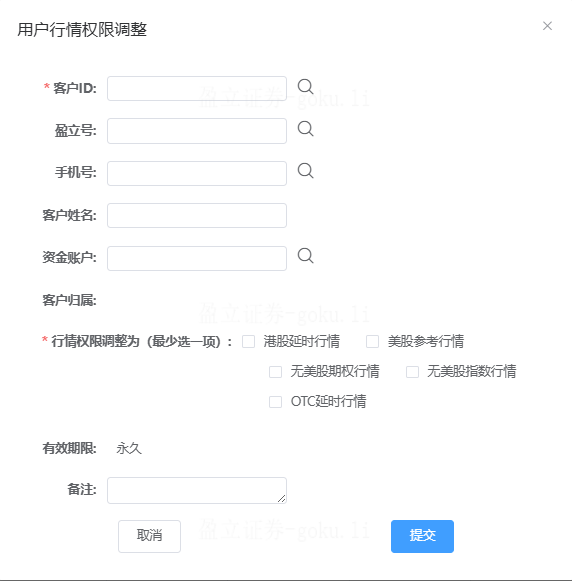 用户行情权限调整
* 客户ID:
盈立证券-goku.li
盈立号:
手机号:
客户姓名:
资金账户:
客户归属:
盈立证券-goku.li
* 行情权限调整为（最少选一项）: 港股延时行情 美股参考行情
无美股期权行情 无美股指数行情
OTC延时行情
有效期限: 永久
备注:
取消 盈立证券-goku.li 提交